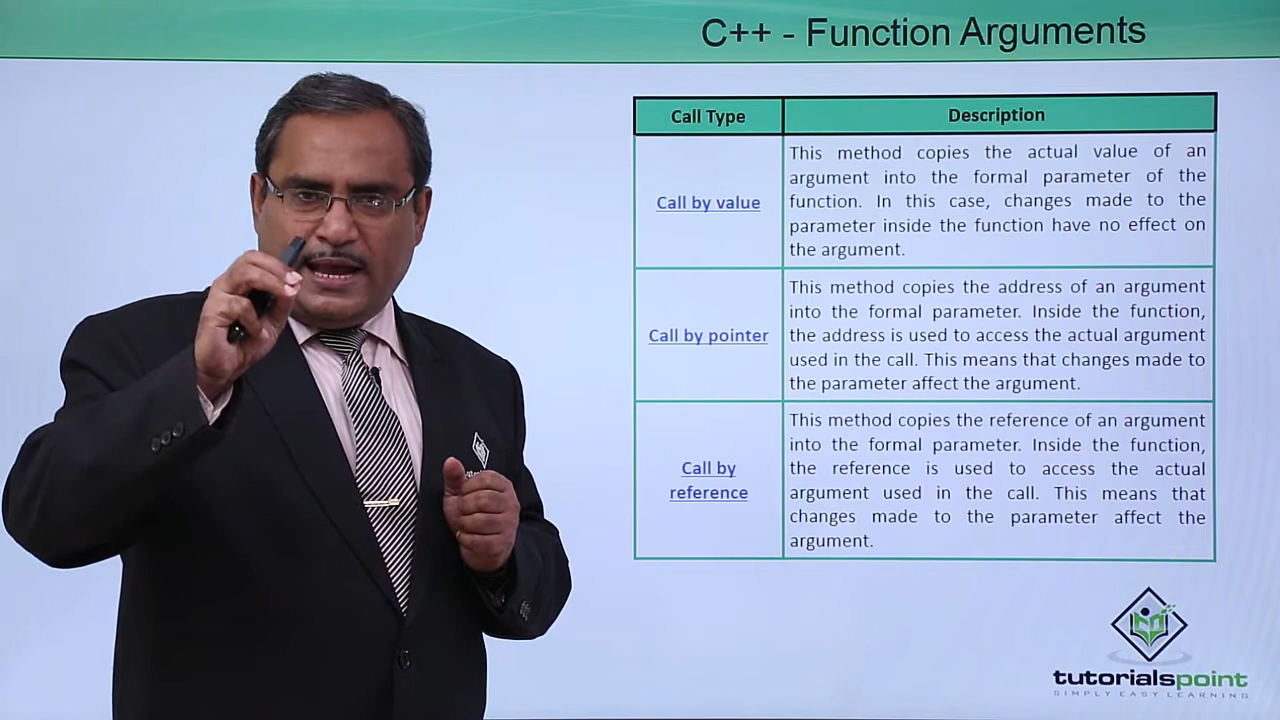 C++ - Function Arguments
Call Type
Description
Call by value
This method copies the actual value of an
argument into the formal parameter of the
function. In this case, changes made to the
parameter inside the function have no effect on
the argument.
Call by pointer
This method copies the address of an argument
into the formal parameter. Inside the function,
the address is used to access the actual argument
used in the call. This means that changes made to
the parameter affect the argument.
Call by
reference
This method copies the reference of an argument
into the formal parameter. Inside the function,
the reference is used to access the actual
argument used in the call. This means that
changes made to the parameter affect the
argument.
tutorialspoint
SIMPLY EASY LEARNING